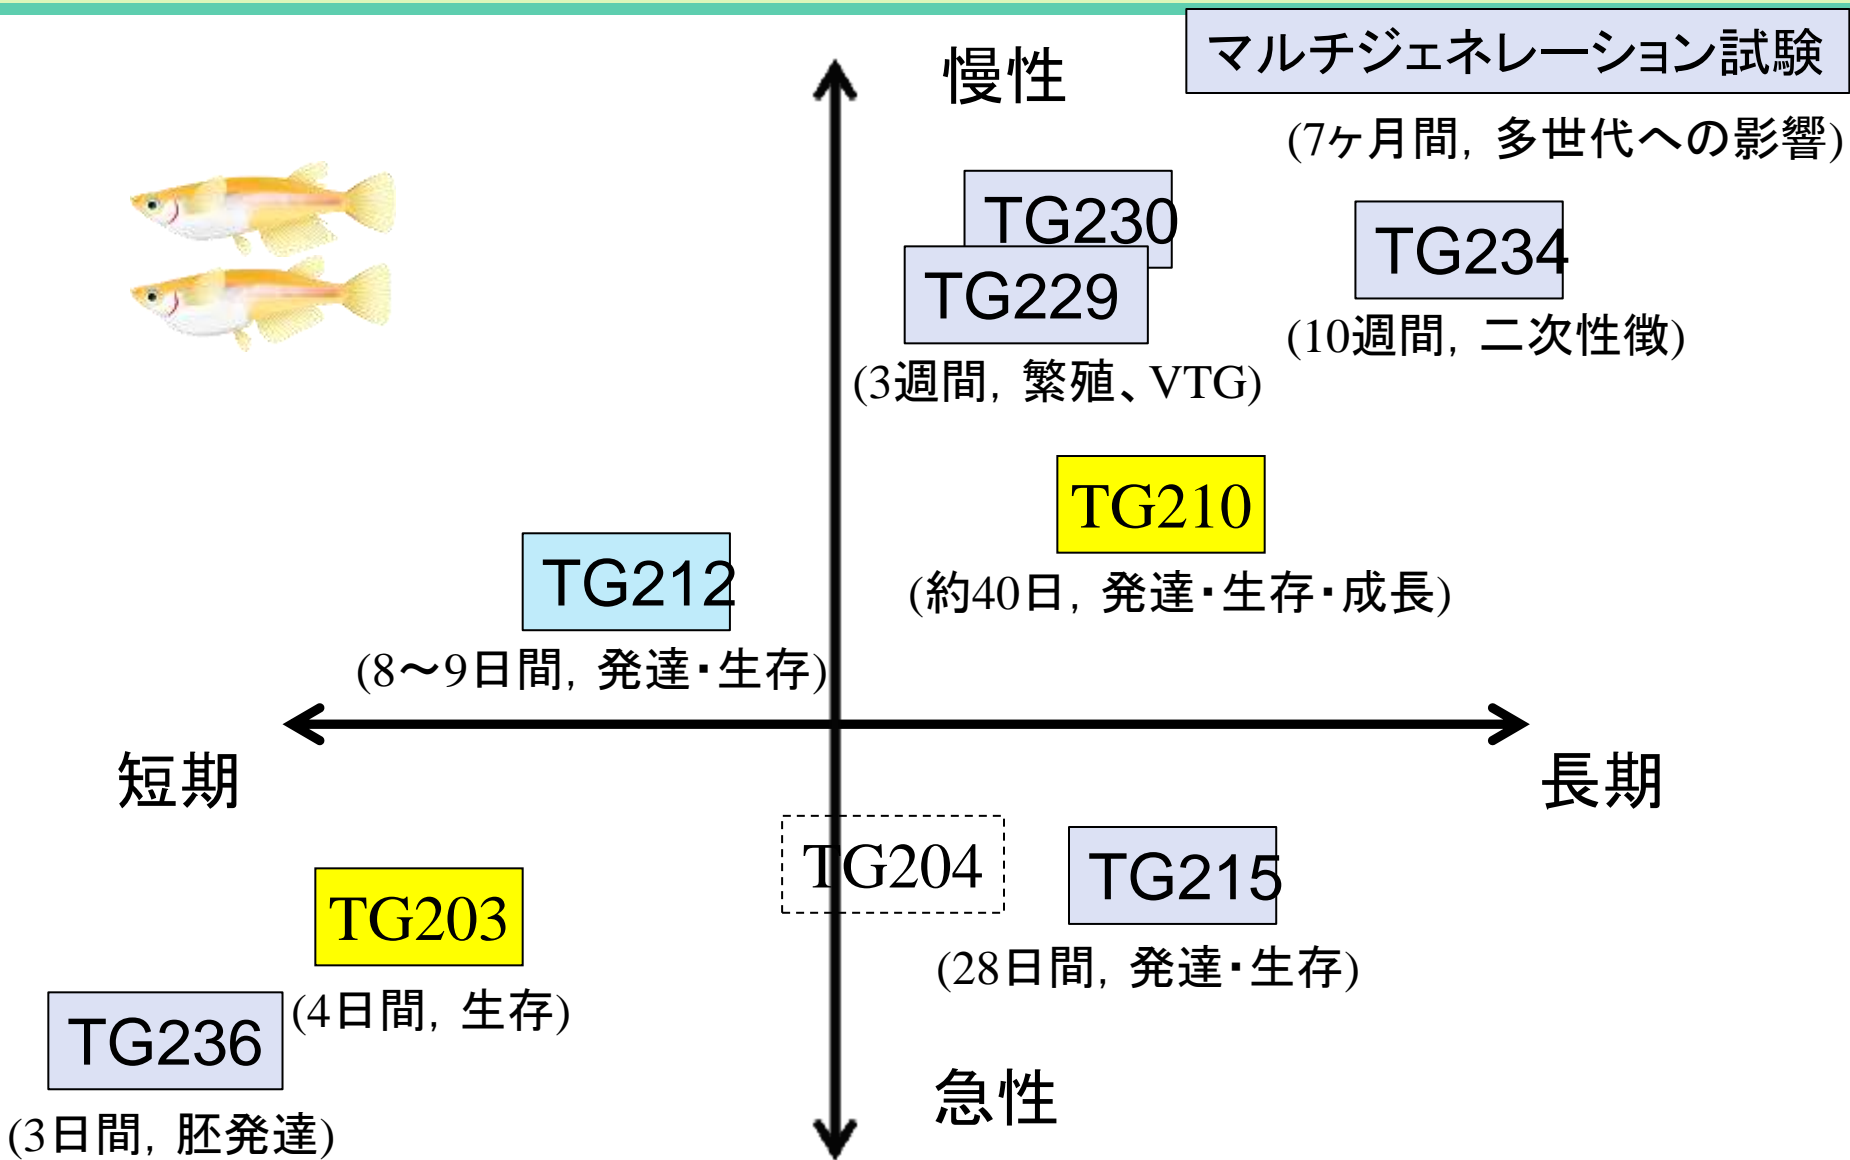 慢性
マルチジェネレーション試験
(7ヶ月間, 多世代への影響)
TG230
TG229
(3週間, 繁殖、VTG)
TG234
(10週間, 二次性徴)
TG210
(約40日, 発達・生存・成長)
TG212
(8～9日間, 発達・生存)
短期
長期
TG204
TG215
(28日間, 発達・生存)
TG203
(4日間, 生存)
TG236
(3日間, 胚発達)
急性